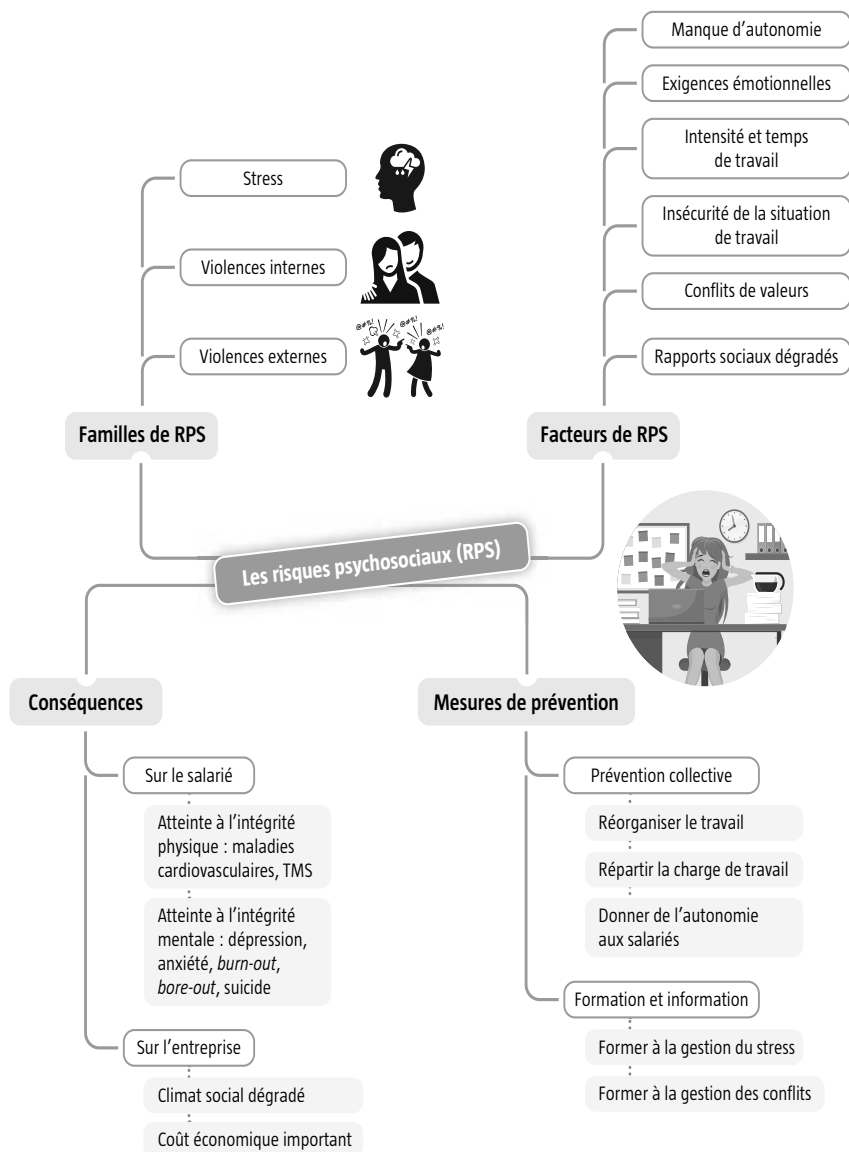 Manque d'autonomie
Exigences émotionnelles
Intensité et temps
de travail
Insécurité de la situation
de travail
Conflits de valeurs
Rapports sociaux dégradés
Facteurs de RPS
Stress
Violences internes
Violences externes
@#%!
@#%!
@#%!
Familles de RPS
Les risques psychosociaux (RPS)
Conséquences
Sur le salarié
Atteinte à l'intégrité
physique : maladies
cardiovasculaires, TMS
Atteinte à l'intégrité
mentale : dépression,
anxiété, burn-out,
bore-out, suicide
Sur l'entreprise
Climat social dégradé
Coût économique important
Mesures de prévention
Prévention collective
Réorganiser le travail
Répartir la charge de travail
Donner de l'autonomie
aux salariés
Formation et information
Former à la gestion du stress
Former à la gestion des conflits